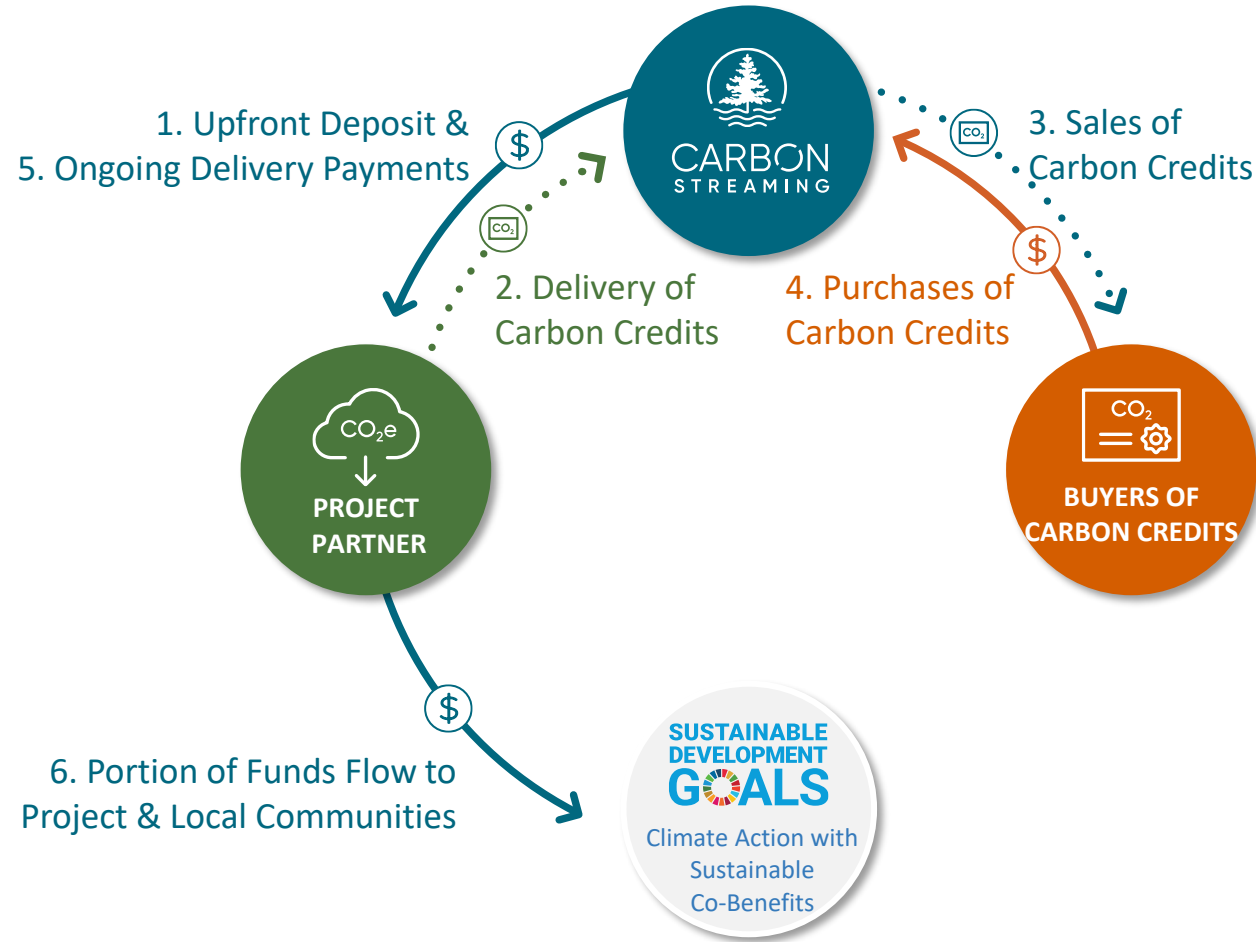 CARBON
STREAMING
1. Upfront Deposit &
5. Ongoing Delivery Payments
$
CO₂
2. Delivery of
Carbon Credits
CO₂
3. Sales of
Carbon Credits
$
4. Purchases of
Carbon Credits
CO₂e
PROJECT
PARTNER
CO₂
BUYERS OF
CARBON CREDITS
$
6. Portion of Funds Flow to
Project & Local Communities
SUSTAINABLE
DEVELOPMENT
GOALS
Climate Action with
Sustainable
Co-Benefits